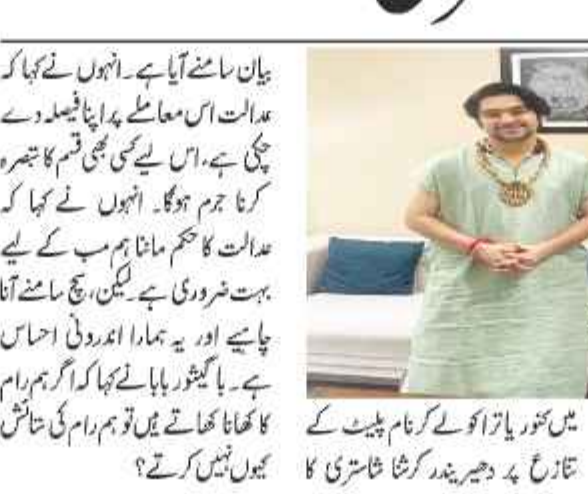 میں کنور یاترا کو لے کر نام پلیٹ کے
تنازع پر دھیریندر کرشنا شاستری کا
بیان سامنے آیا ہے۔ انہوں نے کہا کہ
عدالت اس معاملے پر اپنا فیصلہ دے
چکی ہے، اس لیے کسی بھی قسم کا تبصرہ
کرنا جرم ہوگا۔ انہوں نے کہا کہ
عدالت کا حکم ماننا ہم سب کے لیے
بہت ضروری ہے۔ لیکن، سچ سامنے آنا
چاہیے اور یہ ہمارا اندرونی احساس
ہے۔ باگیشور بابا نے کہا کہ اگر ہم رام
کا کھانا کھاتے ہیں تو ہم رام کی ستائش
کیوں نہیں کرتے؟